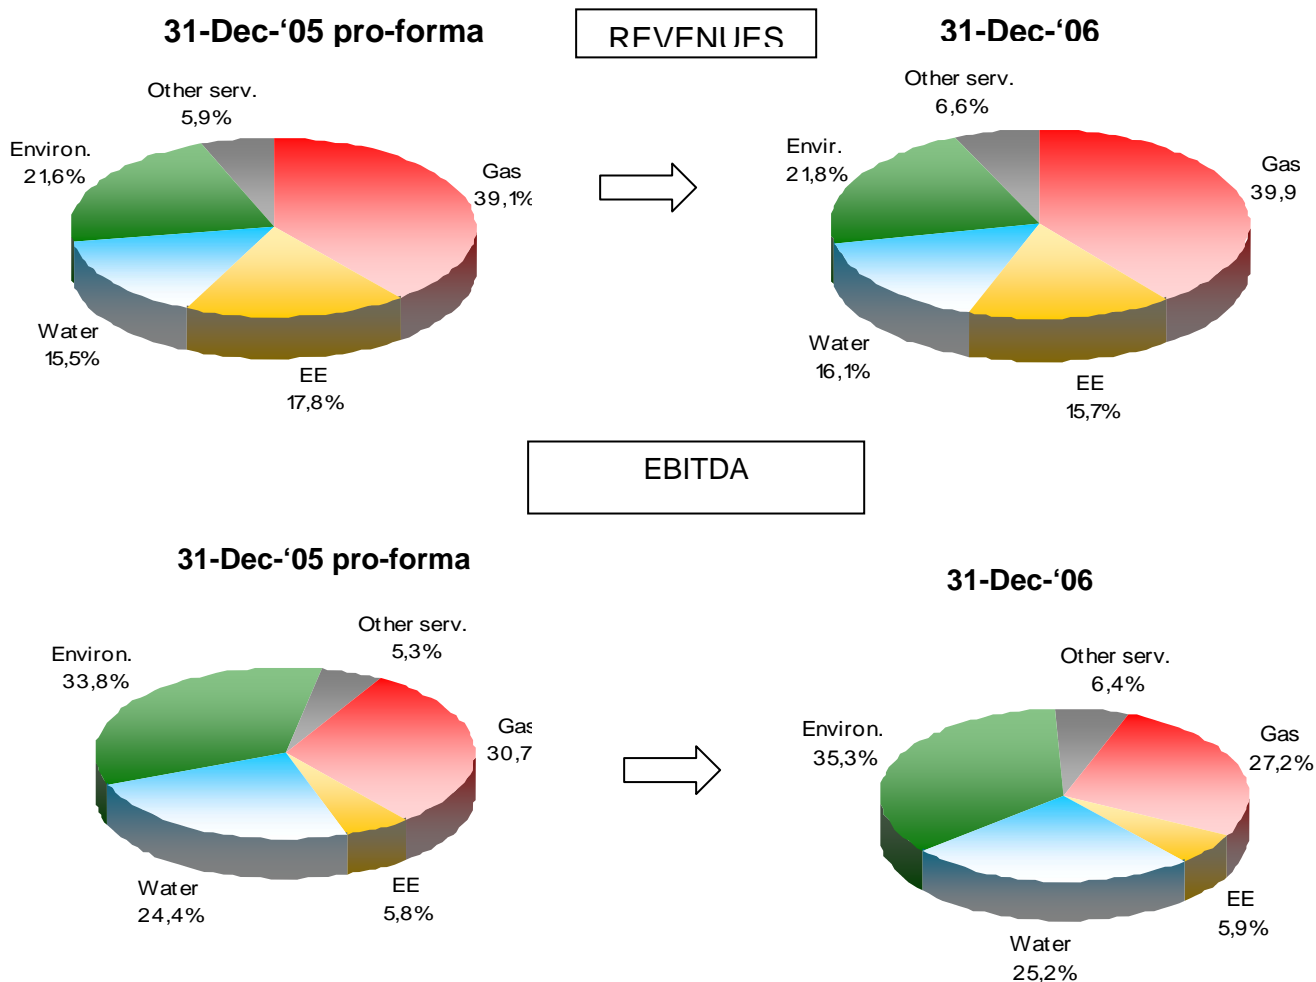 31-Dec-‘05 pro-forma
REVENUES
31-Dec-‘06
Other serv.
5,9%
Environ.
21,6%
Gas
39,1%
Water
15,5%
EE
17,8%
Other serv.
6,6%
Envir.
21,8%
Gas
39,9
Water
16,1%
EE
15,7%
EBITDA
31-Dec-‘05 pro-forma
31-Dec-‘06
Other serv.
5,3%
Environ.
33,8%
Gas
30,7
Water
24,4%
EE
5,8%
Other serv.
6,4%
Environ.
35,3%
Gas
27,2%
EE
5,9%
Water
25,2%